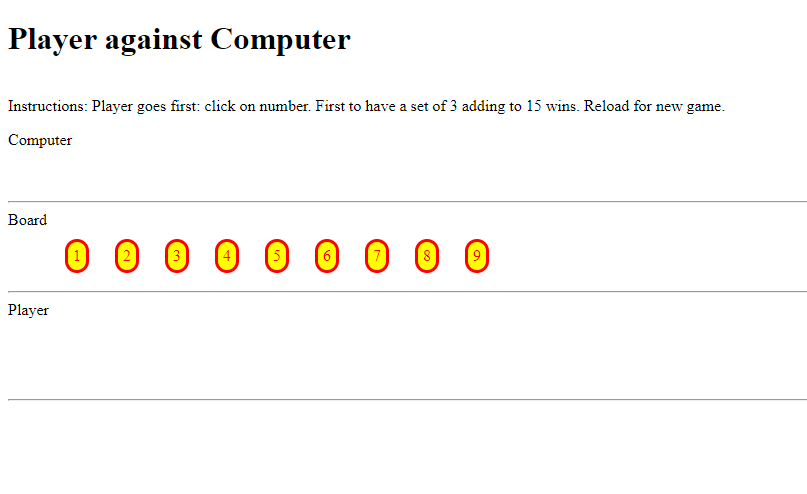 Player against Computer
Instructions: Player goes first: click on number. First to have a set of 3 adding to 15 wins. Reload for new game.
Computer
Board
1 2 3 4 5 6 7 8 9
Player